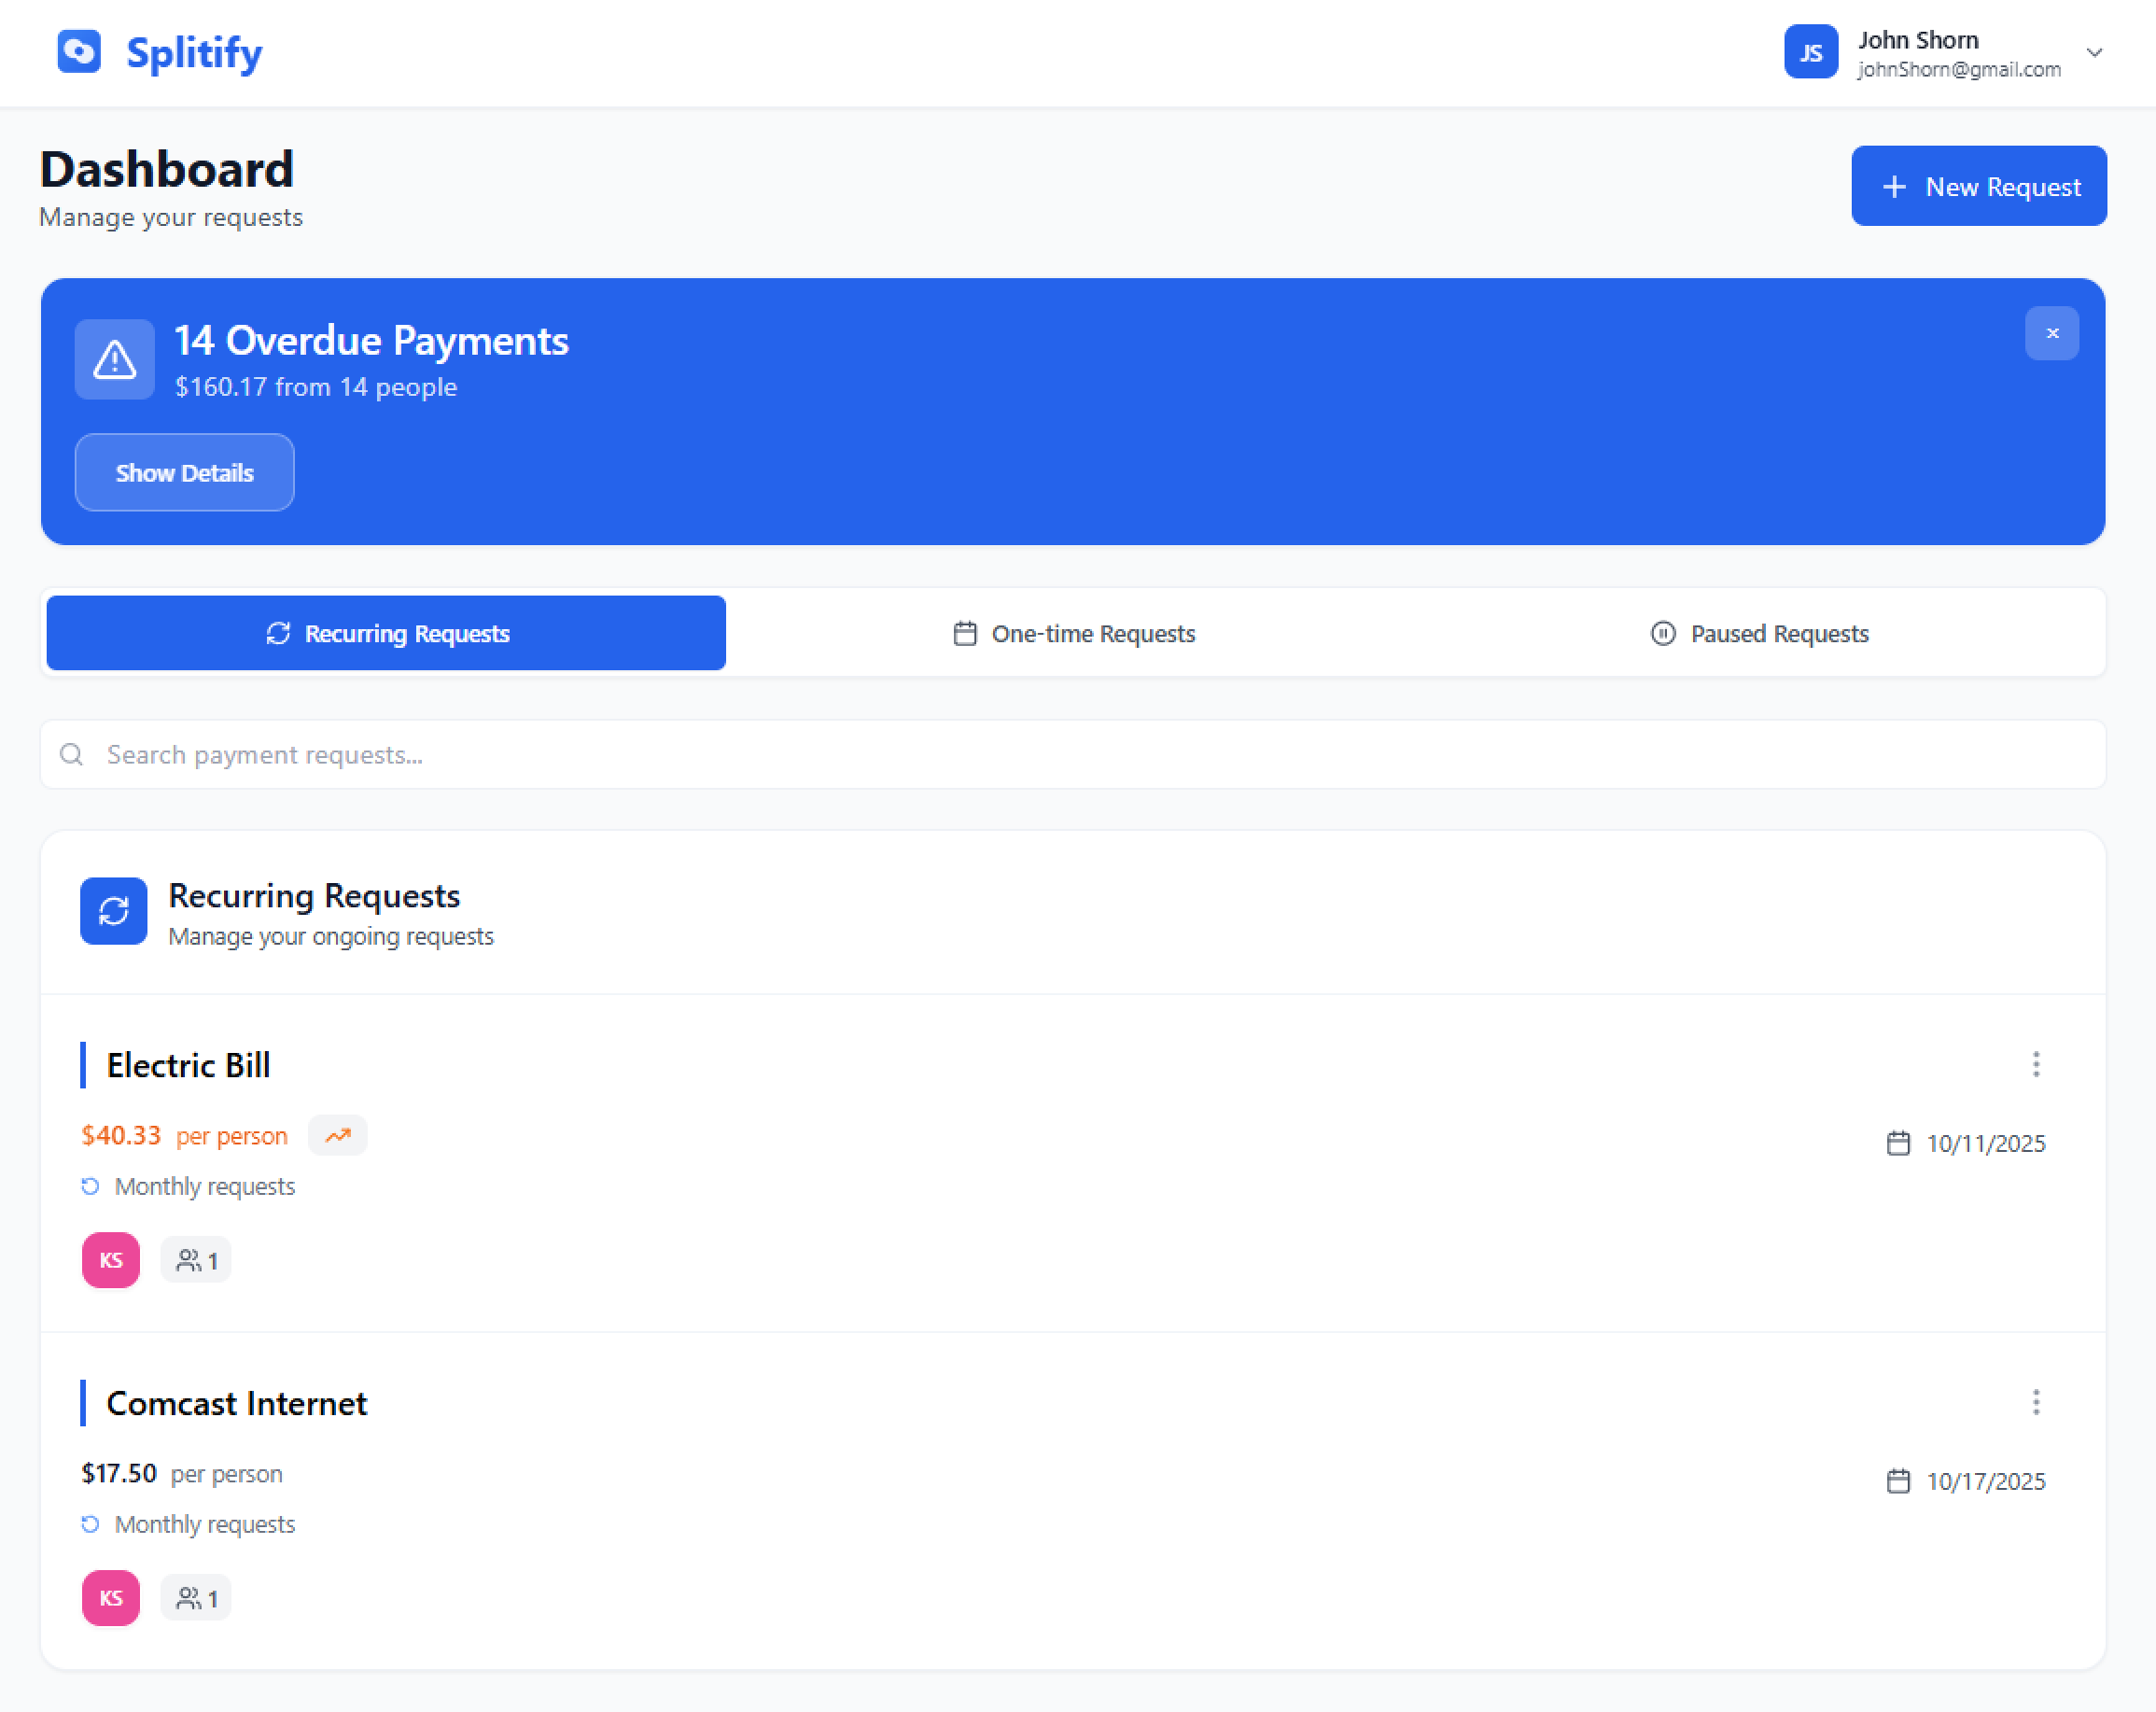 Splitify
JS
John Shorn
johnShorn@gmail.com
Dashboard
Manage your requests
New Request
14 Overdue Payments
$160.17 from 14 people
Show Details
Recurring Requests
One-time Requests
Paused Requests
Search payment requests...
Recurring Requests
Manage your ongoing requests
Electric Bill
$40.33 per person
10/11/2025
Monthly requests
KS
1
Comcast Internet
$17.50 per person
10/17/2025
Monthly requests
KS
1